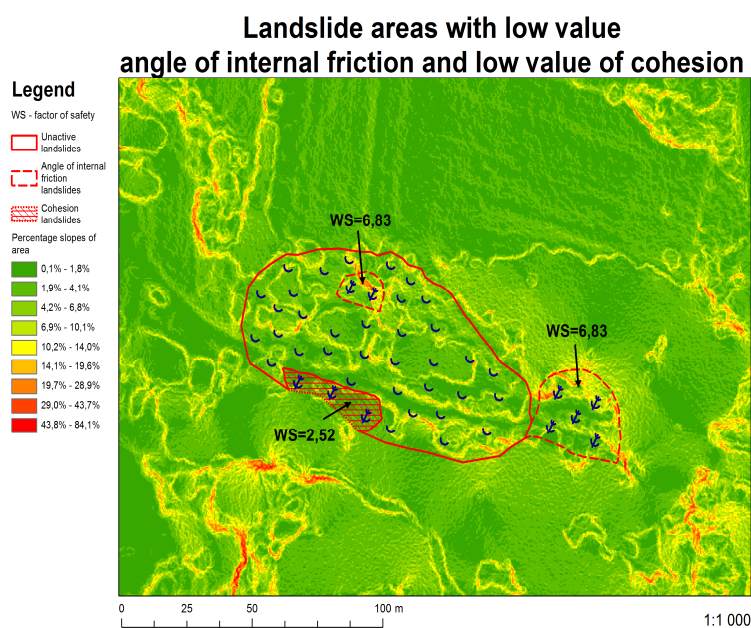 Landslide areas with low value
angle of internal friction and low value of cohesion
Legend
WS - factor of safety
Unactive
landslides
Angle of internal
friction
landslides
Cohesion
landslides
Percentage slopes of
area
0,1% - 1,8%
1,9% - 4,1%
4,2% - 6,8%
6,9% - 10,1%
10,2% - 14,0%
14,1% - 19,6%
19,7% - 28,9%
29,0% - 43,7%
43,8% - 84,1%
WS=6,83
WS=6,83
WS=2,52
0 25 50 100 m
1:1 000